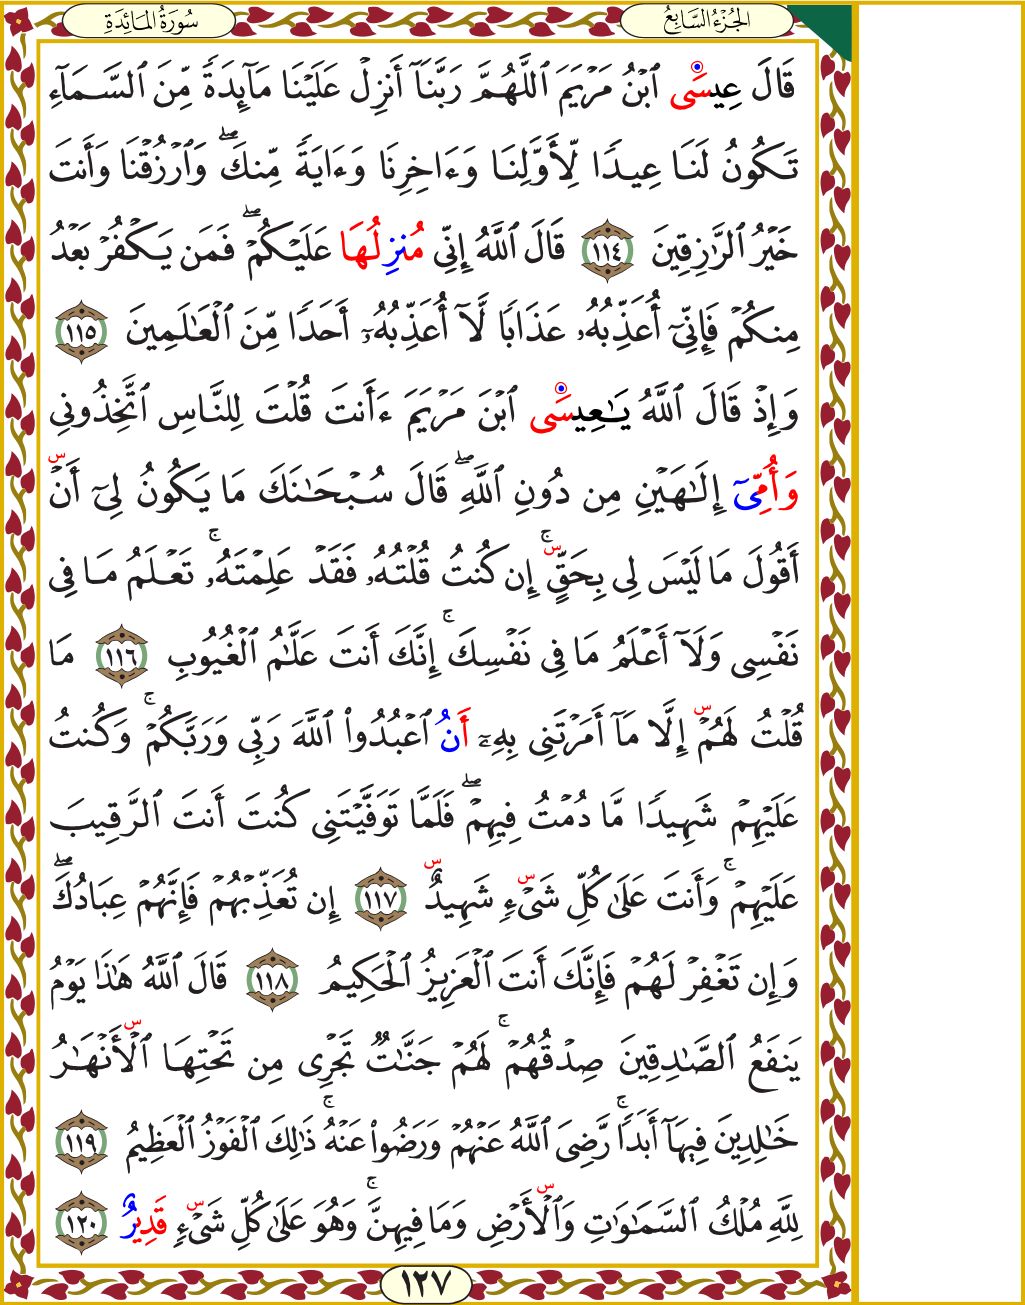 الجُزْءُ السَّابِعُ
سُورَةُ المَائِدَةِ
قَالَ عِيسَى ٱبۡنُ مَرۡيَمَ ٱللَّهُمَّ رَبَّنَآ أَنزِلۡ عَلَيۡنَا مَآئِدَةٗ مِّنَ ٱلسَّمَآءِ
تَكُونُ لَنَا عِيدٗا لِّأَوَّلِنَا وَءَاخِرِنَا وَءَايَةٗ مِّنكَۖ وَٱرۡزُقۡنَا وَأَنتَ
خَيۡرُ ٱلرَّٰزِقِينَ ١١٤ قَالَ ٱللَّهُ إِنِّي مُنزِلُهَا عَلَيۡكُمۡۖ فَمَن يَكۡفُرۡ بَعۡدُ
مِنكُمۡ فَإِنِّيٓ أُعَذِّبُهُۥ عَذَابٗا لَّآ أُعَذِّبُهُۥٓ أَحَدٗا مِّنَ ٱلۡعَٰلَمِينَ ١١٥
وَإِذۡ قَالَ ٱللَّهُ يَٰعِيسَى ٱبۡنَ مَرۡيَمَ ءَأَنتَ قُلۡتَ لِلنَّاسِ ٱتَّخِذُونِي
وَأُمِّيٓ إِلَٰهَيۡنِ مِن دُونِ ٱللَّهِۖ قَالَ سُبۡحَٰنَكَ مَا يَكُونُ لِيٓ أَنۡ
أَقُولَ مَا لَيۡسَ لِي بِحَقٍّۚ إِن كُنتُ قُلۡتُهُۥ فَقَدۡ عَلِمۡتَهُۥۚ تَعۡلَمُ مَا فِي
نَفۡسِي وَلَآ أَعۡلَمُ مَا فِي نَفۡسِكَۚ إِنَّكَ أَنتَ عَلَّٰمُ ٱلۡغُيُوبِ ١١٦ مَا
قُلۡتُ لَهُمۡ إِلَّا مَآ أَمَرۡتَنِي بِهِۦٓ أَنُ ٱعۡبُدُواْ ٱللَّهَ رَبِّي وَرَبَّكُمۡۚ وَكُنتُ
عَلَيۡهِمۡ شَهِيدٗا مَّا دُمۡتُ فِيهِمۡۖ فَلَمَّا تَوَفَّيۡتَنِي كُنتَ أَنتَ ٱلرَّقِيبَ
عَلَيۡهِمۡۚ وَأَنتَ عَلَىٰ كُلِّ شَيۡءٖ شَهِيدٌ ١١٧ إِن تُعَذِّبۡهُمۡ فَإِنَّهُمۡ عِبَادُكَۖ
وَإِن تَغۡفِرۡ لَهُمۡ فَإِنَّكَ أَنتَ ٱلۡعَزِيزُ ٱلۡحَكِيمُ ١١٨ قَالَ ٱللَّهُ هَٰذَا يَوۡمُ
يَنفَعُ ٱلصَّٰدِقِينَ صِدۡقُهُمۡۚ لَهُمۡ جَنَّٰتٞ تَجۡرِي مِن تَحۡتِهَا ٱلۡأَنۡهَٰرُ
خَٰلِدِينَ فِيهَآ أَبَدٗاۚ رَّضِيَ ٱللَّهُ عَنۡهُمۡ وَرَضُواْ عَنۡهُۚ ذَٰلِكَ ٱلۡفَوۡزُ ٱلۡعَظِيمُ ١١٩
لِلَّهِ مُلۡكُ ٱلسَّمَٰوَٰتِ وَٱلۡأَرۡضِ وَمَا فِيهِنَّۚ وَهُوَ عَلَىٰ كُلِّ شَيۡءٖ قَدِيرُۢ ١٢٠
١٢٧